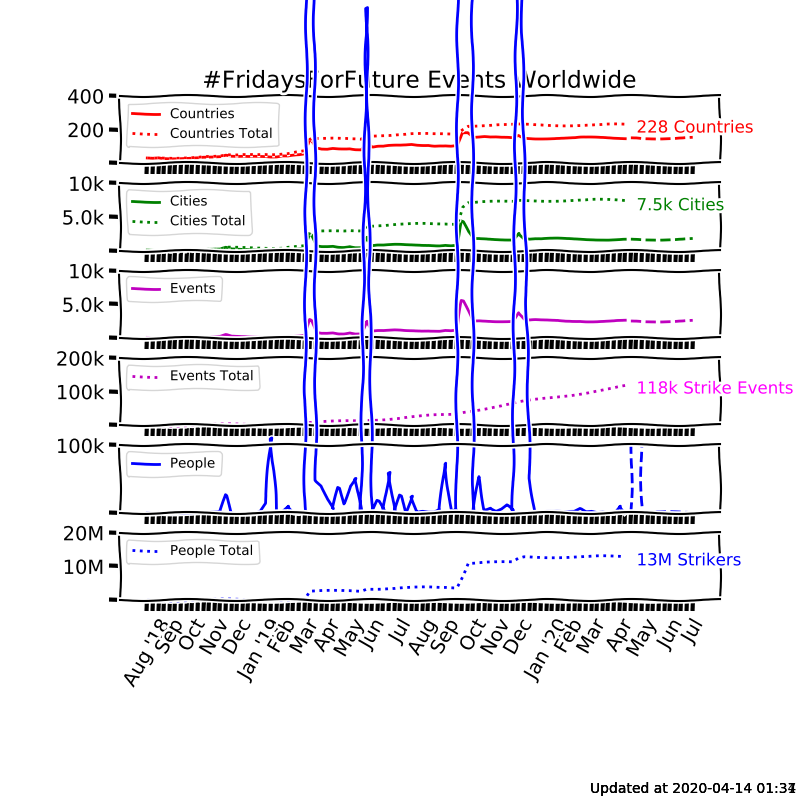 #FridaysForFuture Events Worldwide
400
200
Countries
Countries Total
228 Countries
10k
5.0k
Cities
Cities Total
7.5k Cities
10k
5.0k
Events
200k
100k
Events Total
118k Strike Events
100k
People
20M
10M
People Total
13M Strikers
Aug '18
Sep
Oct
Nov
Dec
Jan '19
Feb
Mar
Apr
May
Jun
Jul
Aug
Sep
Oct
Nov
Dec
Jan '20
Feb
Mar
Apr
May
Jun
Jul
Updated at 2020-04-14